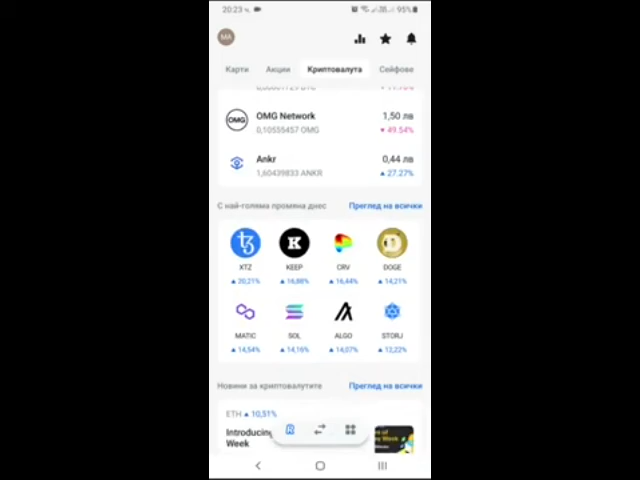 20:23
95%
MA
Карти Акции Криптовалута Сейфове
OMG
OMG Network 1,50 лв
0,10555457 OMG ▼ 49.54%
Ankr 0,44 лв
1,60439833 ANKR ▲ 27.27%
С най-голяма промяна днес Преглед на всички
XTZ KEEP CRV DOGE
▲ 20,21% ▲ 16,88% ▲ 16,44% ▲ 14,21%
MATIC SOL ALGO STORJ
▲ 14,54% ▲ 14,16% ▲ 14,07% ▲ 12,22%
Новини за криптовалутите Преглед на всички
ETH ▲ 10,51%
Introducing
Week